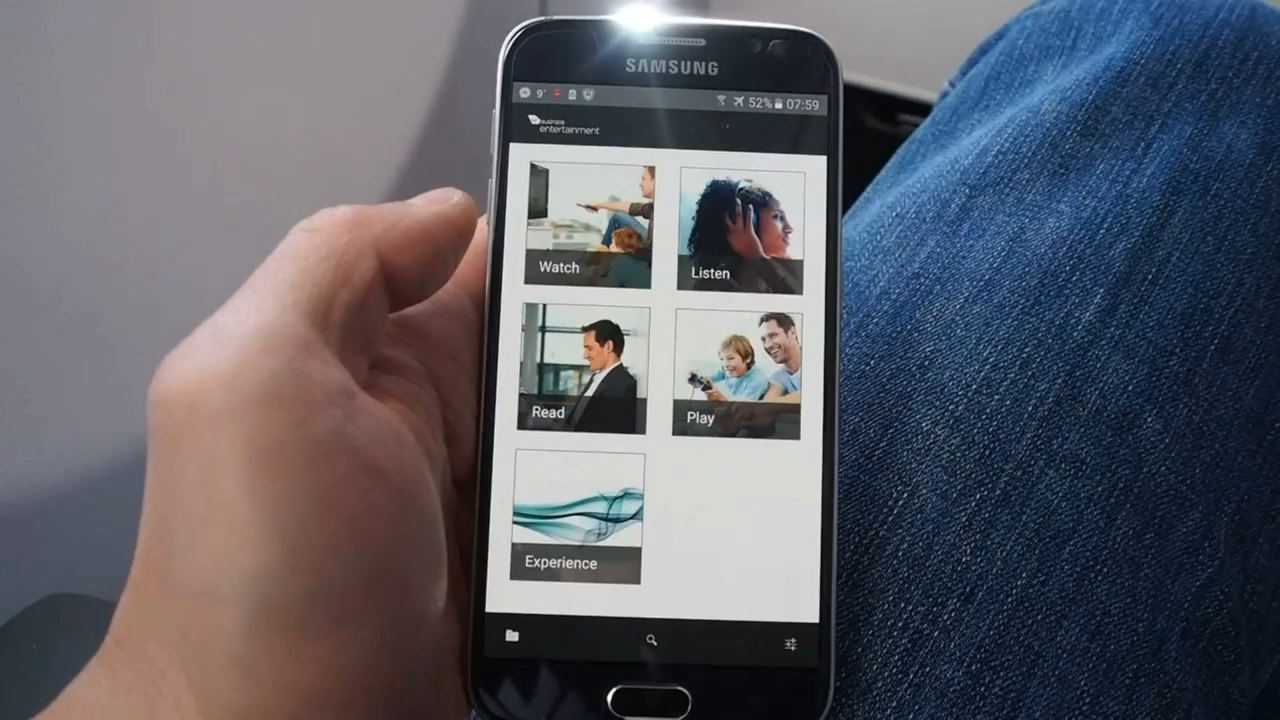 SAMSUNG
9° 52% 07:59
entertainment
Watch
Listen
Read
Play
Experience